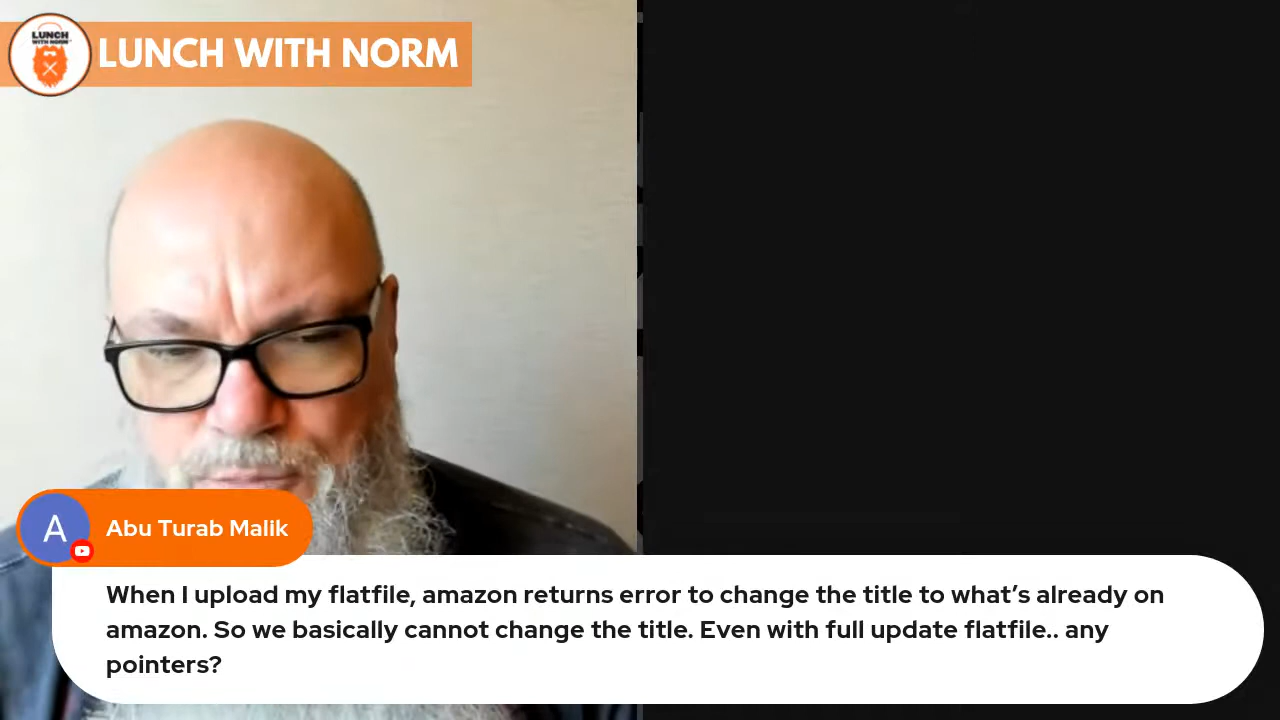 LUNCH
WITH NORM
LUNCH WITH NORM
A
Abu Turab Malik
When I upload my flatfile, amazon returns error to change the title to what’s already on
amazon. So we basically cannot change the title. Even with full update flatfile.. any
pointers?